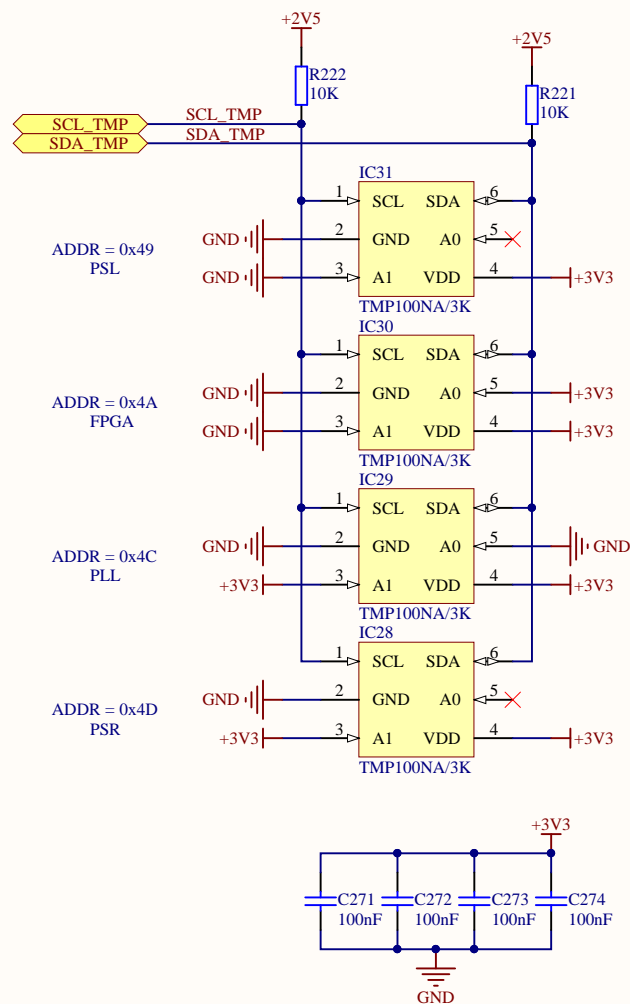 +2V5
+2V5
R222
10K
R221
10K
SCL_TMP
SCL_TMP
SDA_TMP
SDA_TMP
IC31
1 SCL SDA 6
GND 2 GND A0 5
GND 3 A1 VDD 4 +3V3
TMP100NA/3K
ADDR = 0x49
PSL
IC30
1 SCL SDA 6
GND 2 GND A0 5 +3V3
GND 3 A1 VDD 4 +3V3
TMP100NA/3K
ADDR = 0x4A
FPGA
IC29
1 SCL SDA 6
GND 2 GND A0 5 GND
+3V3 3 A1 VDD 4 +3V3
TMP100NA/3K
ADDR = 0x4C
PLL
IC28
1 SCL SDA 6
GND 2 GND A0 5
+3V3 3 A1 VDD 4 +3V3
TMP100NA/3K
ADDR = 0x4D
PSR
+3V3
C271
100nF
C272
100nF
C273
100nF
C274
100nF
GND